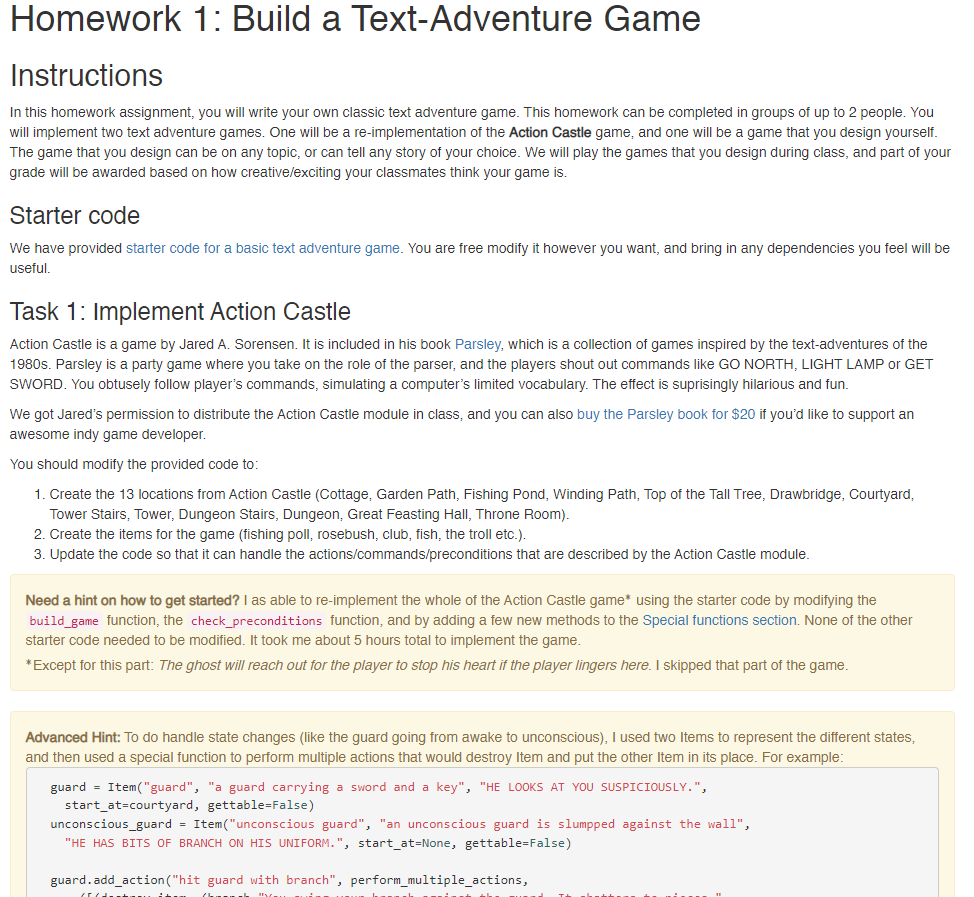 Homework 1: Build a Text-Adventure Game
Instructions
In this homework assignment, you will write your own classic text adventure game. This homework can be completed in groups of up to 2 people. You
will implement two text adventure games. One will be a re-implementation of the Action Castle game, and one will be a game that you design yourself.
The game that you design can be on any topic, or can tell any story of your choice. We will play the games that you design during class, and part of your
grade will be awarded based on how creative/exciting your classmates think your game is.
Starter code
We have provided starter code for a basic text adventure game. You are free modify it however you want, and bring in any dependencies you feel will be
useful.
Task 1: Implement Action Castle
Action Castle is a game by Jared A. Sorensen. It is included in his book Parsley, which is a collection of games inspired by the text-adventures of the
1980s. Parsley is a party game where you take on the role of the parser, and the players shout out commands like GO NORTH, LIGHT LAMP or GET
SWORD. You obtusely follow player's commands, simulating a computer's limited vocabulary. The effect is suprisingly hilarious and fun.
We got Jared's permission to distribute the Action Castle module in class, and you can also buy the Parsley book for $20 if you'd like to support an
awesome indy game developer.
You should modify the provided code to:
1. Create the 13 locations from Action Castle (Cottage, Garden Path, Fishing Pond, Winding Path, Top of the Tall Tree, Drawbridge, Courtyard,
Tower Stairs, Tower, Dungeon Stairs, Dungeon, Great Feasting Hall, Throne Room).
2. Create the items for the game (fishing poll, rosebush, club, fish, the troll etc.).
3. Update the code so that it can handle the actions/commands/preconditions that are described by the Action Castle module.
Need a hint on how to get started? I as able to re-implement the whole of the Action Castle game* using the starter code by modifying the
build_game function, the check_preconditions function, and by adding a few new methods to the Special functions section. None of the other
starter code needed to be modified. It took me about 5 hours total to implement the game.
*Except for this part: The ghost will reach out for the player to stop his heart if the player lingers here. I skipped that part of the game.
Advanced Hint: To do handle state changes (like the guard going from awake to unconscious), I used two Items to represent the different states,
and then used a special function to perform multiple actions that would destroy Item and put the other Item in its place. For example:
guard = Item("guard", "a guard carrying a sword and a key", "HE LOOKS AT YOU SUSPICIOUSLY.",
start_at=courtyard, gettable=False)
unconscious_guard = Item("unconscious guard", "an unconscious guard is slumpped against the wall",
"HE HAS BITS OF BRANCH ON HIS UNIFORM.", start_at=None, gettable=False)
guard.add_action("hit guard with branch", perform_multiple_actions,
([(destroy_item, (branch,"You swing your branch against the guard. It shatters to pieces."